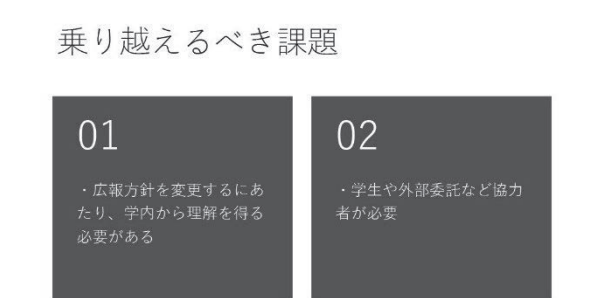 乗り越えるべき課題
01
・広報方針を変更するにあ
たり、学内から理解を得る
必要がある
02
・学生や外部委託など協力
者が必要